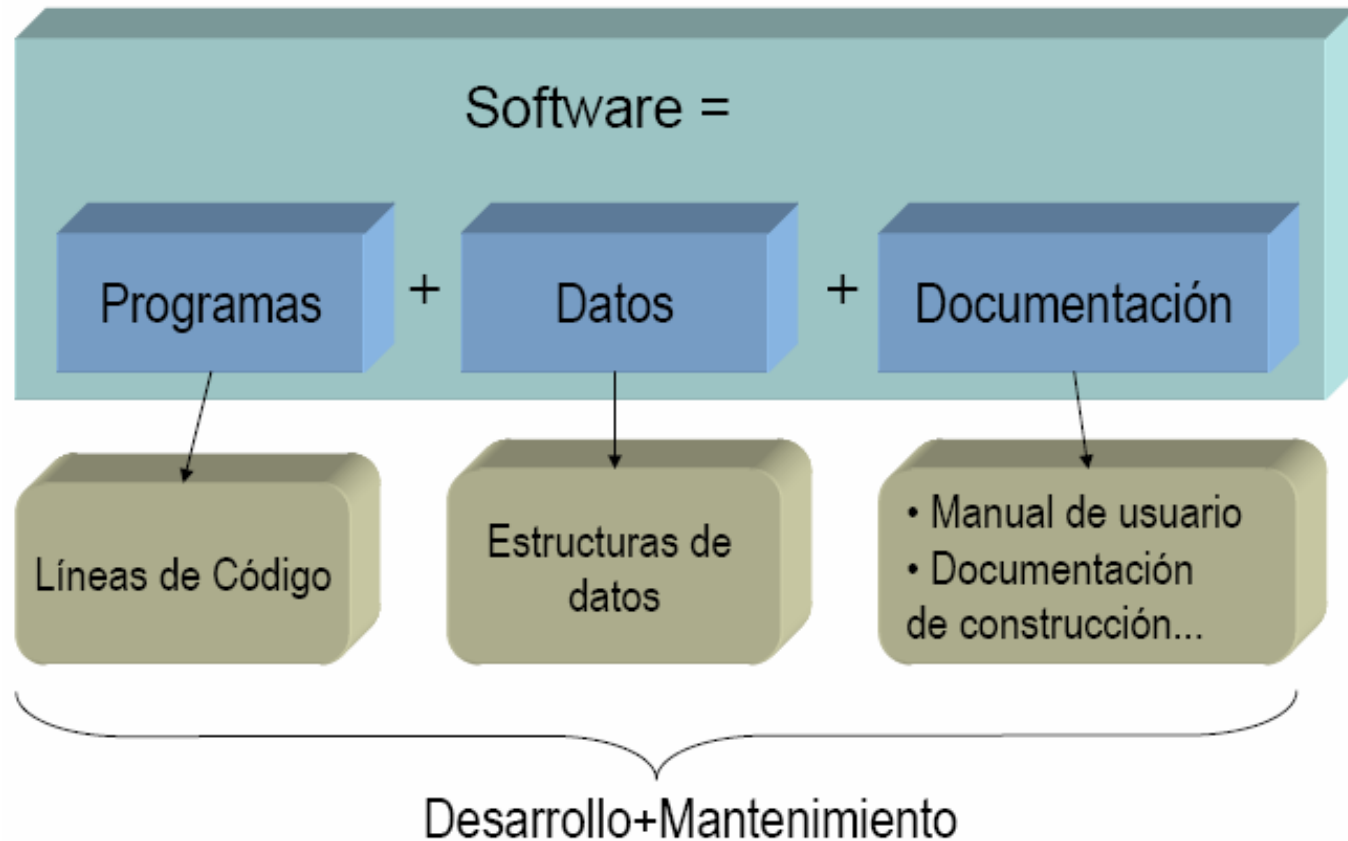 Software =
Programas + Datos + Documentación
Líneas de Código
Estructuras de
datos
• Manual de usuario
• Documentación
de construcción...
Desarrollo+Mantenimiento